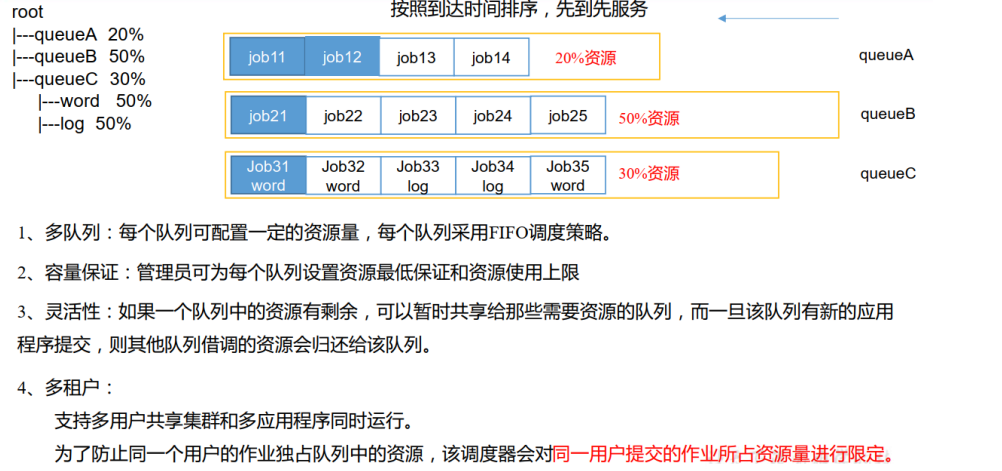 root
|---queueA 20%
|---queueB 50%
|---queueC 30%
|---word 50%
|---log 50%
按照到达时间排序，先到先服务
job11 job12 job13 job14 20%资源 queueA
job21 job22 job23 job24 job25 50%资源 queueB
Job31 Job32 Job33 Job34 Job35 30%资源 queueC
word word log log word
1、多队列：每个队列可配置一定的资源量，每个队列采用FIFO调度策略。
2、容量保证：管理员可为每个队列设置资源最低保证和资源使用上限
3、灵活性：如果一个队列中的资源有剩余，可以暂时共享给那些需要资源的队列，而一旦该队列有新的应用
程序提交，则其他队列借调的资源会归还给该队列。
4、多租户：
支持多用户共享集群和多应用程序同时运行。
为了防止同一个用户的作业独占队列中的资源，该调度器会对同一用户提交的作业所占资源量进行限定。